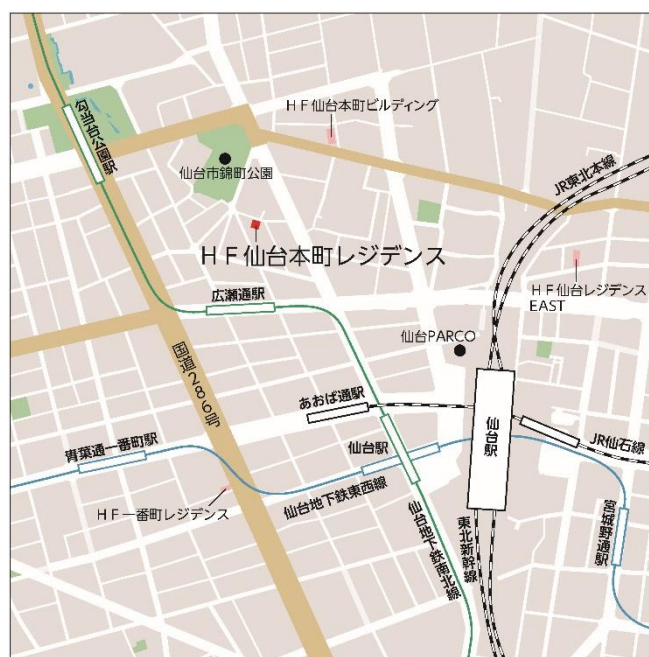 勾当台公園駅
HF仙台本町ビルディング
仙台市錦町公園
JR東北本線
HF仙台本町レジデンス
広瀬通駅
HF仙台レジデンス
EAST
国道286号
仙台PARCO
あおば通駅
仙台駅
青葉通一番町駅
仙台駅
JR仙石線
仙台地下鉄東西線
HF一番町レジデンス
仙台地下鉄南北線
東北新幹線
宮城野通駅